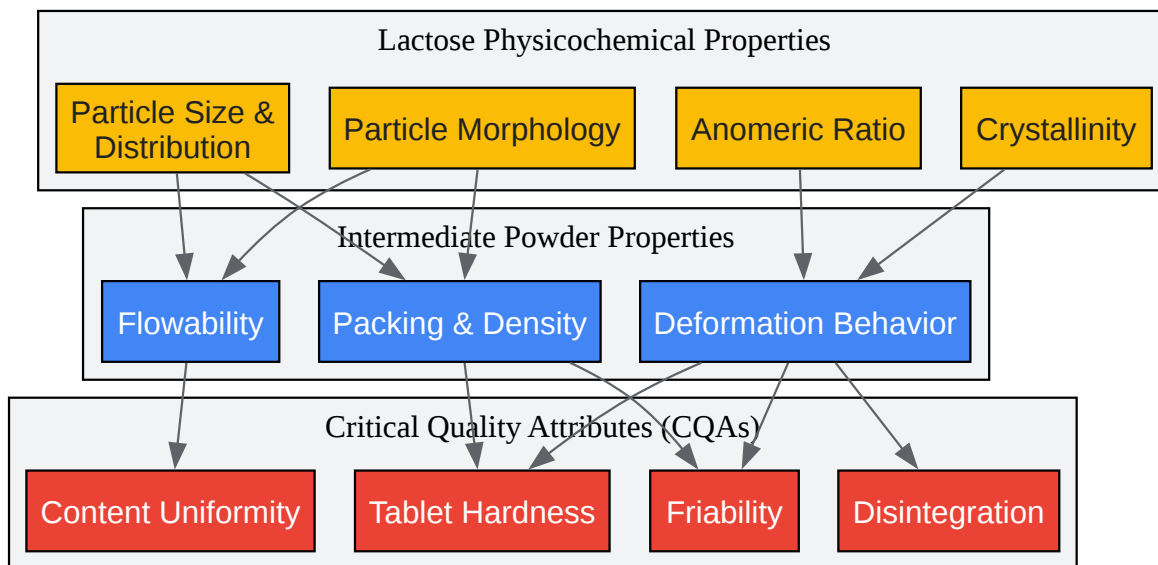 Lactose Physicochemical Properties
Particle Size &
Distribution
Particle Morphology
Anomeric Ratio
Crystallinity
Intermediate Powder Properties
Flowability
Packing & Density
Deformation Behavior
Critical Quality Attributes (CQAs)
Content Uniformity
Tablet Hardness
Friability
Disintegration